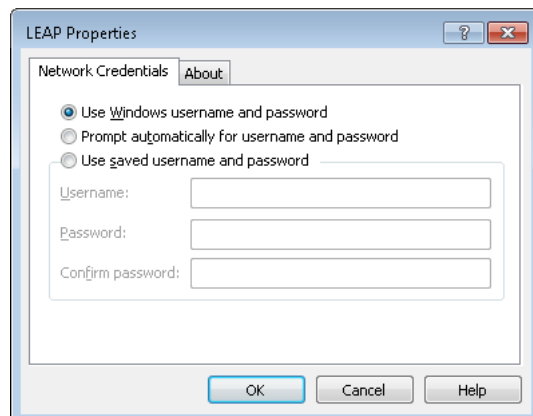 LEAP Properties
Network Credentials
About
Use Windows username and password
Prompt automatically for username and password
Use saved username and password
Username:
Password:
Confirm password:
OK
Cancel
Help